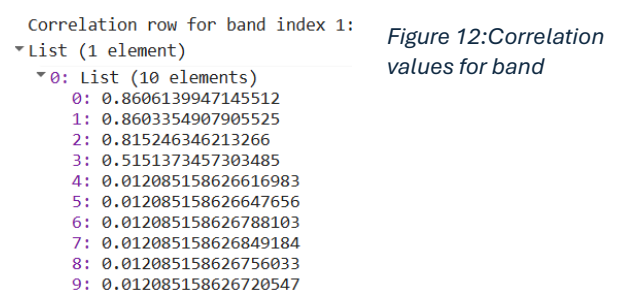 Correlation row for band index 1:
List (1 element)
0: List (10 elements)
0: 0.8606139947145512
1: 0.8603354907905525
2: 0.815246346213266
3: 0.5151373457303485
4: 0.012085158626616983
5: 0.012085158626647656
6: 0.012085158626788103
7: 0.012085158626849184
8: 0.012085158626756033
9: 0.012085158626720547
Figure 12:Correlation
values for band